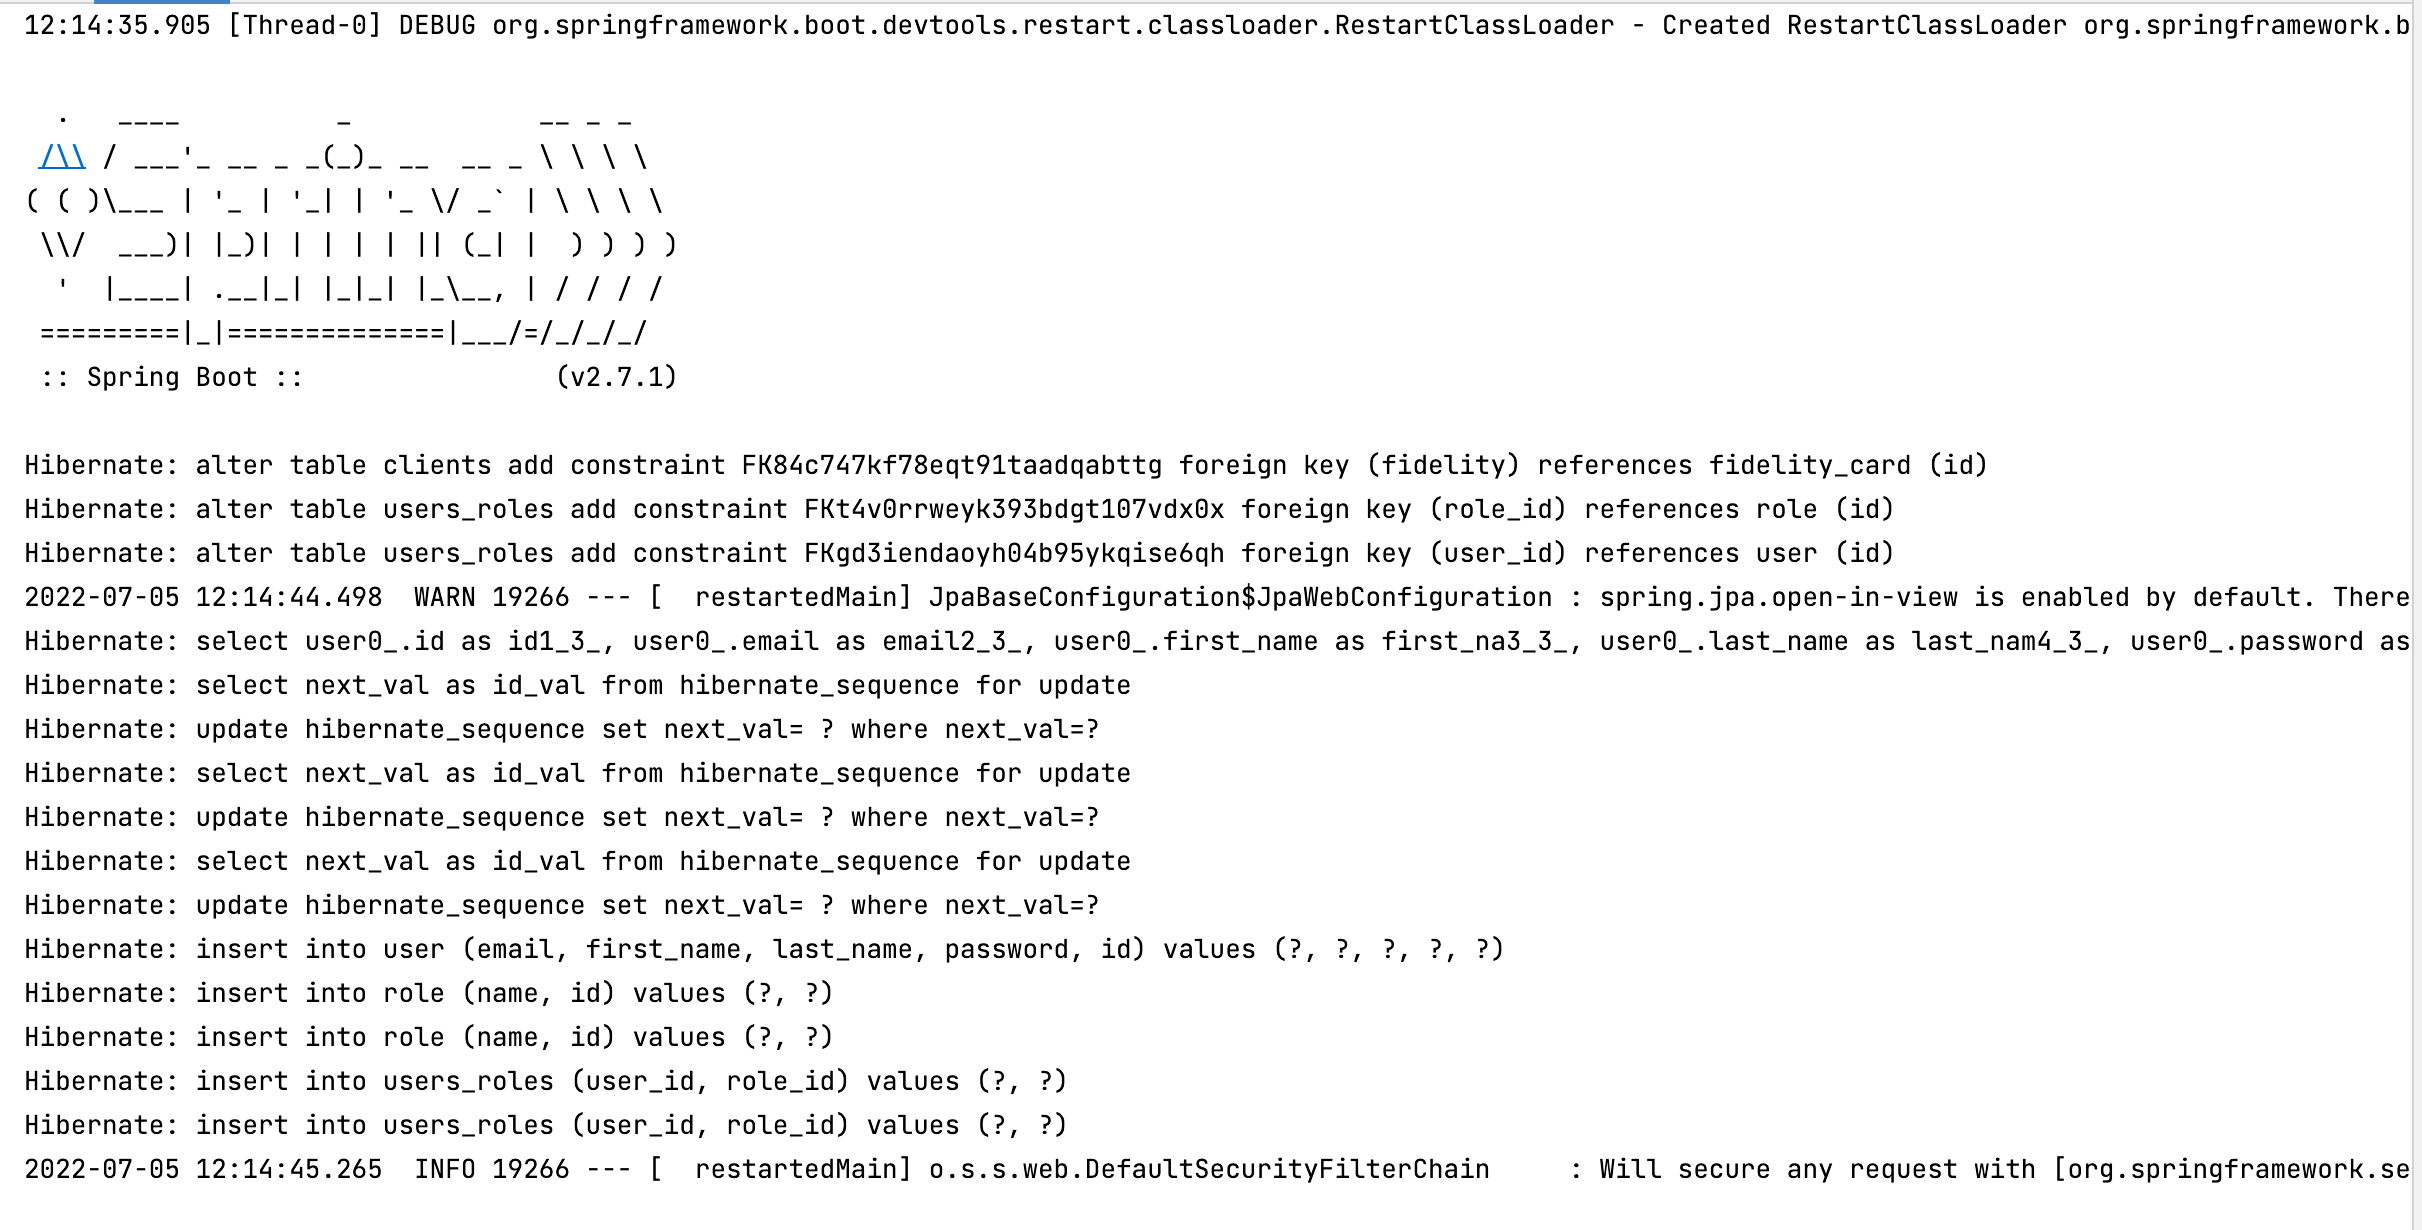 12:14:35.905 [Thread-0] DEBUG org.springframework.boot.devtools.restart.classloader.RestartClassLoader - Created RestartClassLoader org.springframework.b
  .   ____          _            __ _ _
 /\\ / ___'_ __ _ _(_)_ __  __ _ \ \ \ \
( ( )\___ | '_ | '_| | '_ \/ _` | \ \ \ \
 \\/  ___)| |_)| | | | | || (_| |  ) ) ) )
  '  |____| .__|_| |_|_| |_\__, | / / / /
 =========|_|==============|___/=/_/_/_/
 :: Spring Boot ::                (v2.7.1)
Hibernate: alter table clients add constraint FK84c747kf78eqt91taadqabttg foreign key (fidelity) references fidelity_card (id)
Hibernate: alter table users_roles add constraint FKt4v0rrweyk393bdgt107vdx0x foreign key (role_id) references role (id)
Hibernate: alter table users_roles add constraint FKgd3iendaoyh04b95ykqise6qh foreign key (user_id) references user (id)
2022-07-05 12:14:44.498  WARN 19266 --- [  restartedMain] JpaBaseConfiguration$JpaWebConfiguration : spring.jpa.open-in-view is enabled by default. There
Hibernate: select user0_.id as id1_3_, user0_.email as email2_3_, user0_.first_name as first_na3_3_, user0_.last_name as last_nam4_3_, user0_.password as
Hibernate: select next_val as id_val from hibernate_sequence for update
Hibernate: update hibernate_sequence set next_val= ? where next_val=?
Hibernate: select next_val as id_val from hibernate_sequence for update
Hibernate: update hibernate_sequence set next_val= ? where next_val=?
Hibernate: select next_val as id_val from hibernate_sequence for update
Hibernate: update hibernate_sequence set next_val= ? where next_val=?
Hibernate: insert into user (email, first_name, last_name, password, id) values (?, ?, ?, ?, ?)
Hibernate: insert into role (name, id) values (?, ?)
Hibernate: insert into role (name, id) values (?, ?)
Hibernate: insert into users_roles (user_id, role_id) values (?, ?)
Hibernate: insert into users_roles (user_id, role_id) values (?, ?)
2022-07-05 12:14:45.265  INFO 19266 --- [  restartedMain] o.s.s.web.DefaultSecurityFilterChain     : Will secure any request with [org.springframework.se